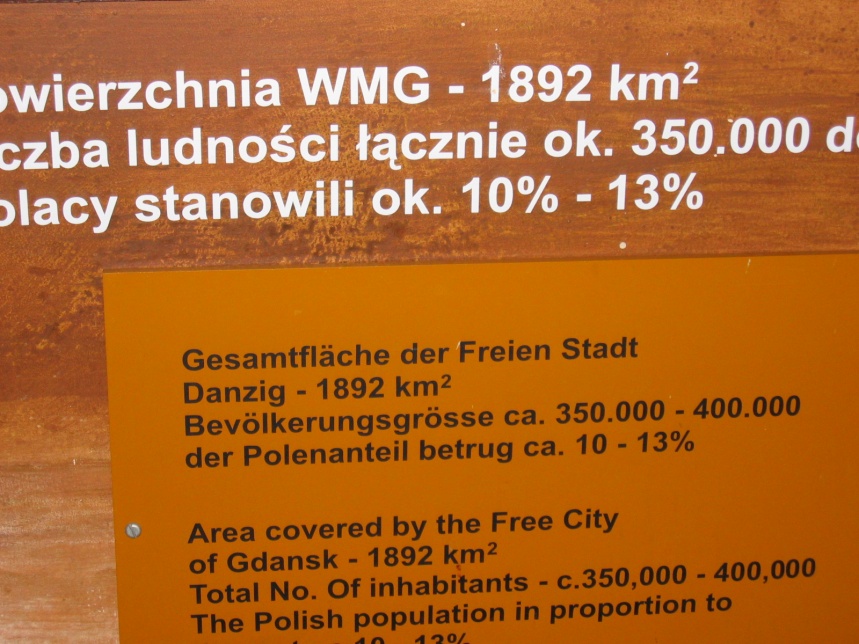 owierzchnia WMG - 1892 km²
czba ludności łącznie ok. 350.000 do
olacy stanowili ok. 10% - 13%
Gesamtfläche der Freien Stadt
Danzig - 1892 km²
Bevölkerungsgrösse ca. 350.000 - 400.000
der Polenanteil betrug ca. 10 - 13%
Area covered by the Free City
of Gdansk - 1892 km²
Total No. Of inhabitants - c.350,000 - 400,000
The Polish population in proportion to
10 - 13%